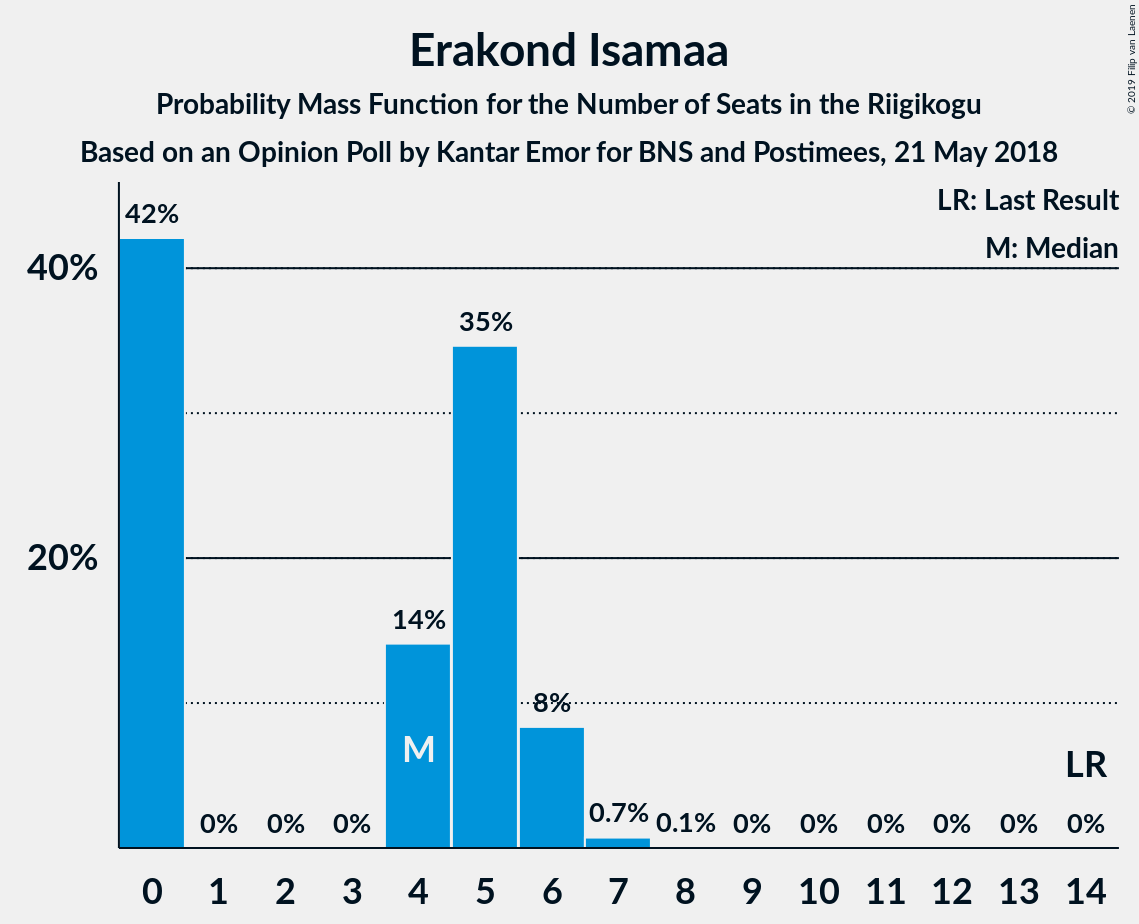 Erakond Isamaa
Probability Mass Function for the Number of Seats in the Riigikogu
Based on an Opinion Poll by Kantar Emor for BNS and Postimees, 21 May 2018
© 2019 Filip van Laenen
LR: Last Result
M: Median
42%
40%
35%
20%
14%
8%
M
LR
0% 0% 0% 0.7% 0.1% 0% 0% 0% 0% 0% 0%
0 1 2 3 4 5 6 7 8 9 10 11 12 13 14